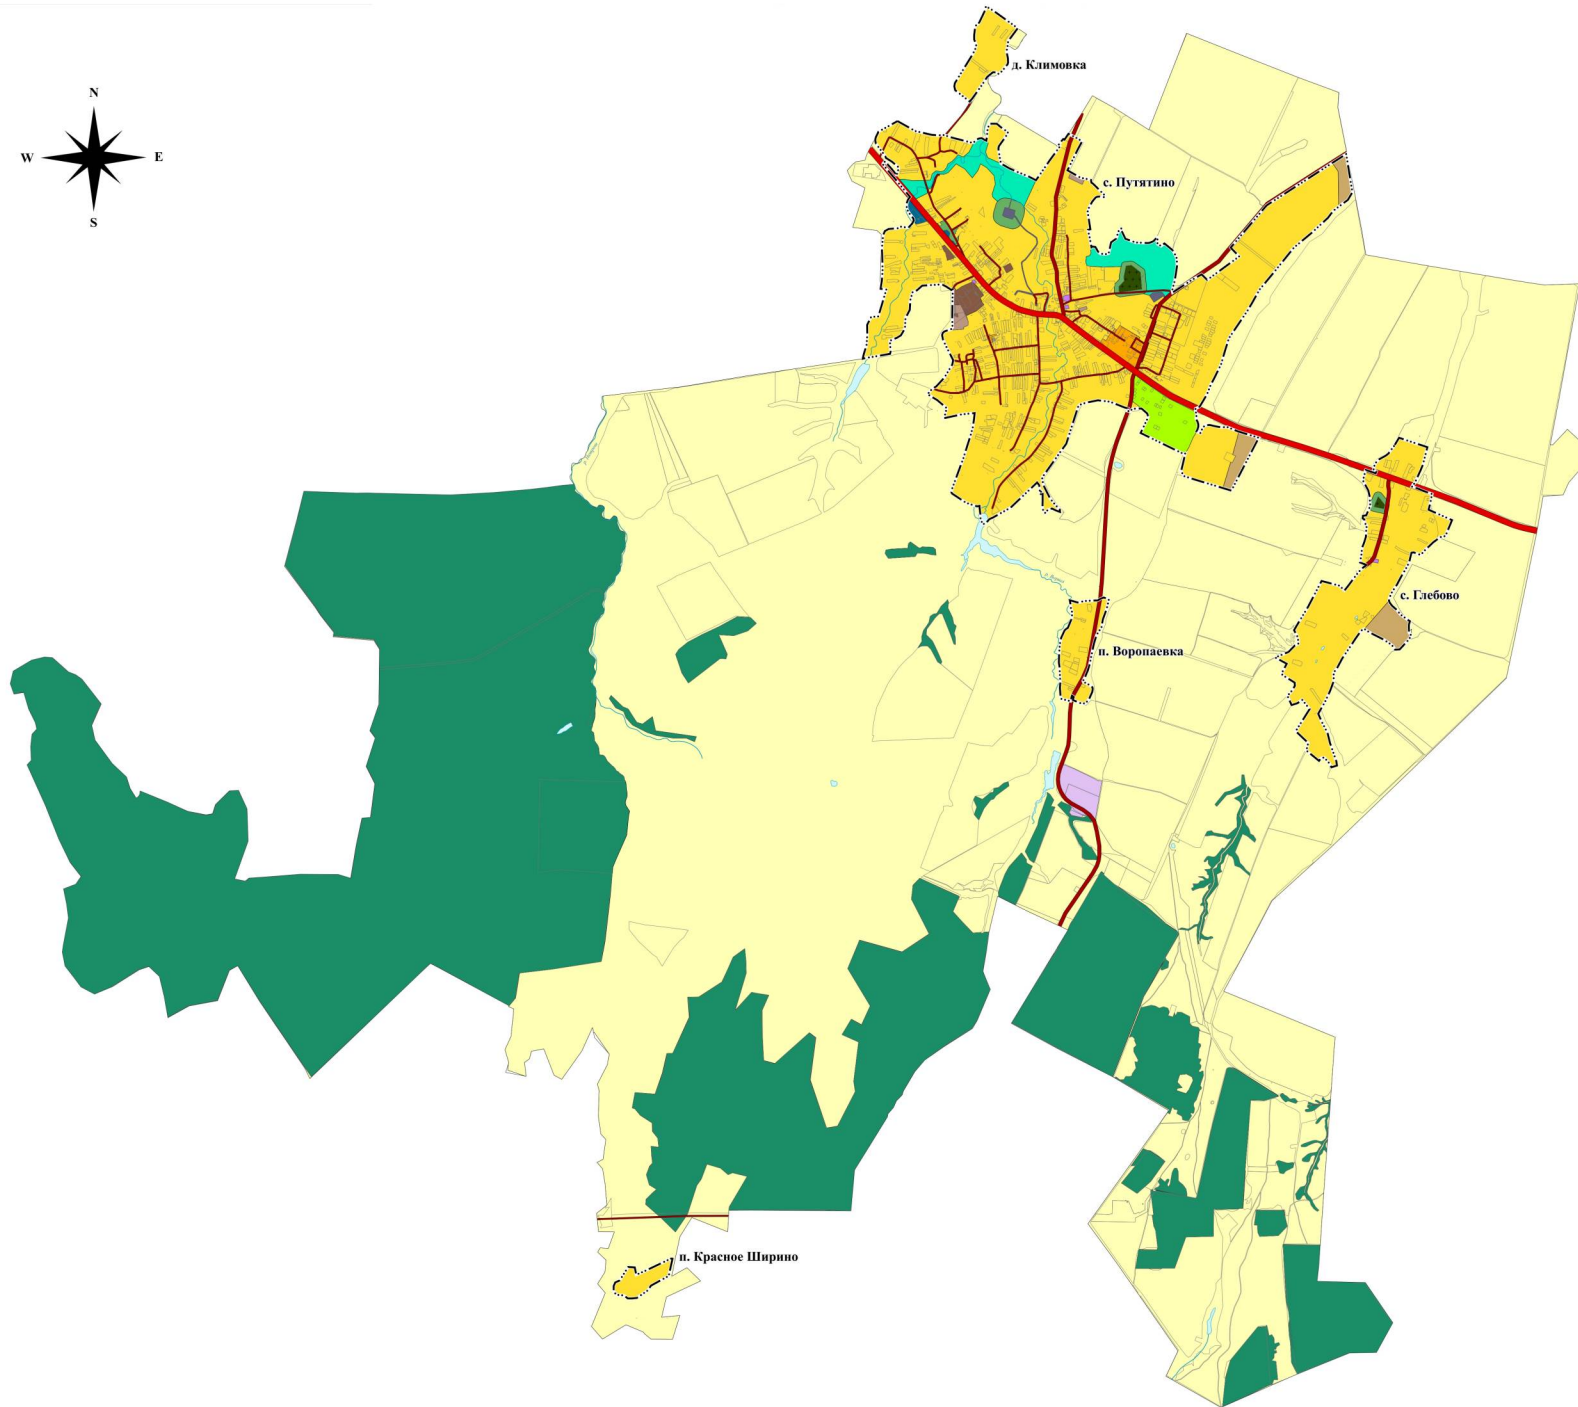 д. Климовка
N
W
E
S
с. Путятино
с. Глебово
п. Воропаевка
п. Красное Ширино